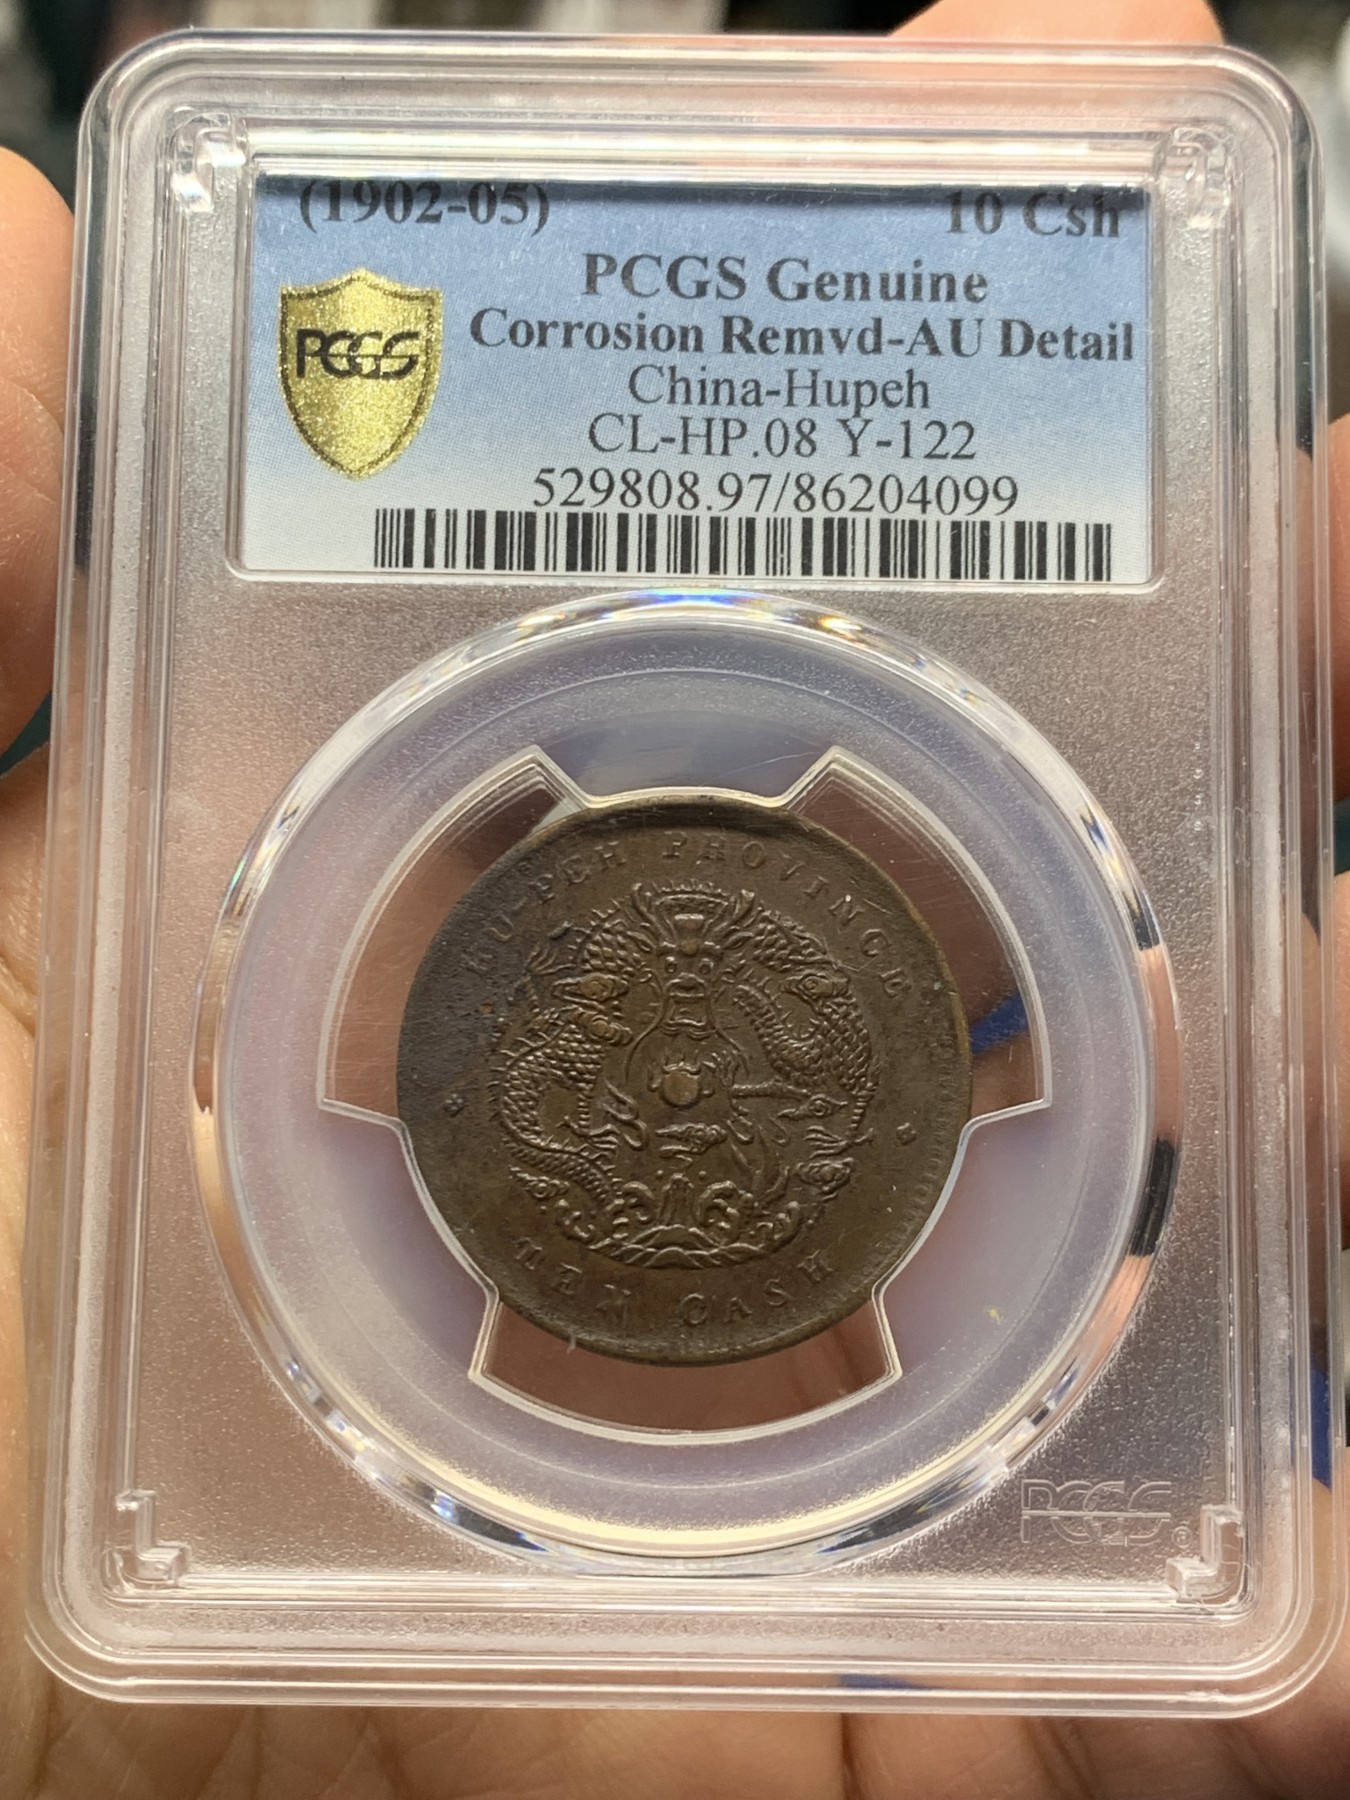 (1902-05) 10 Csh
PCGS Genuine
PCGS
Corrosion Remvd-AU Detail
China-Hupeh
CL-HP.08 Y-122
529808.97/86204099
HU-PEH PROVINCE
TEN CASH
PCGS®